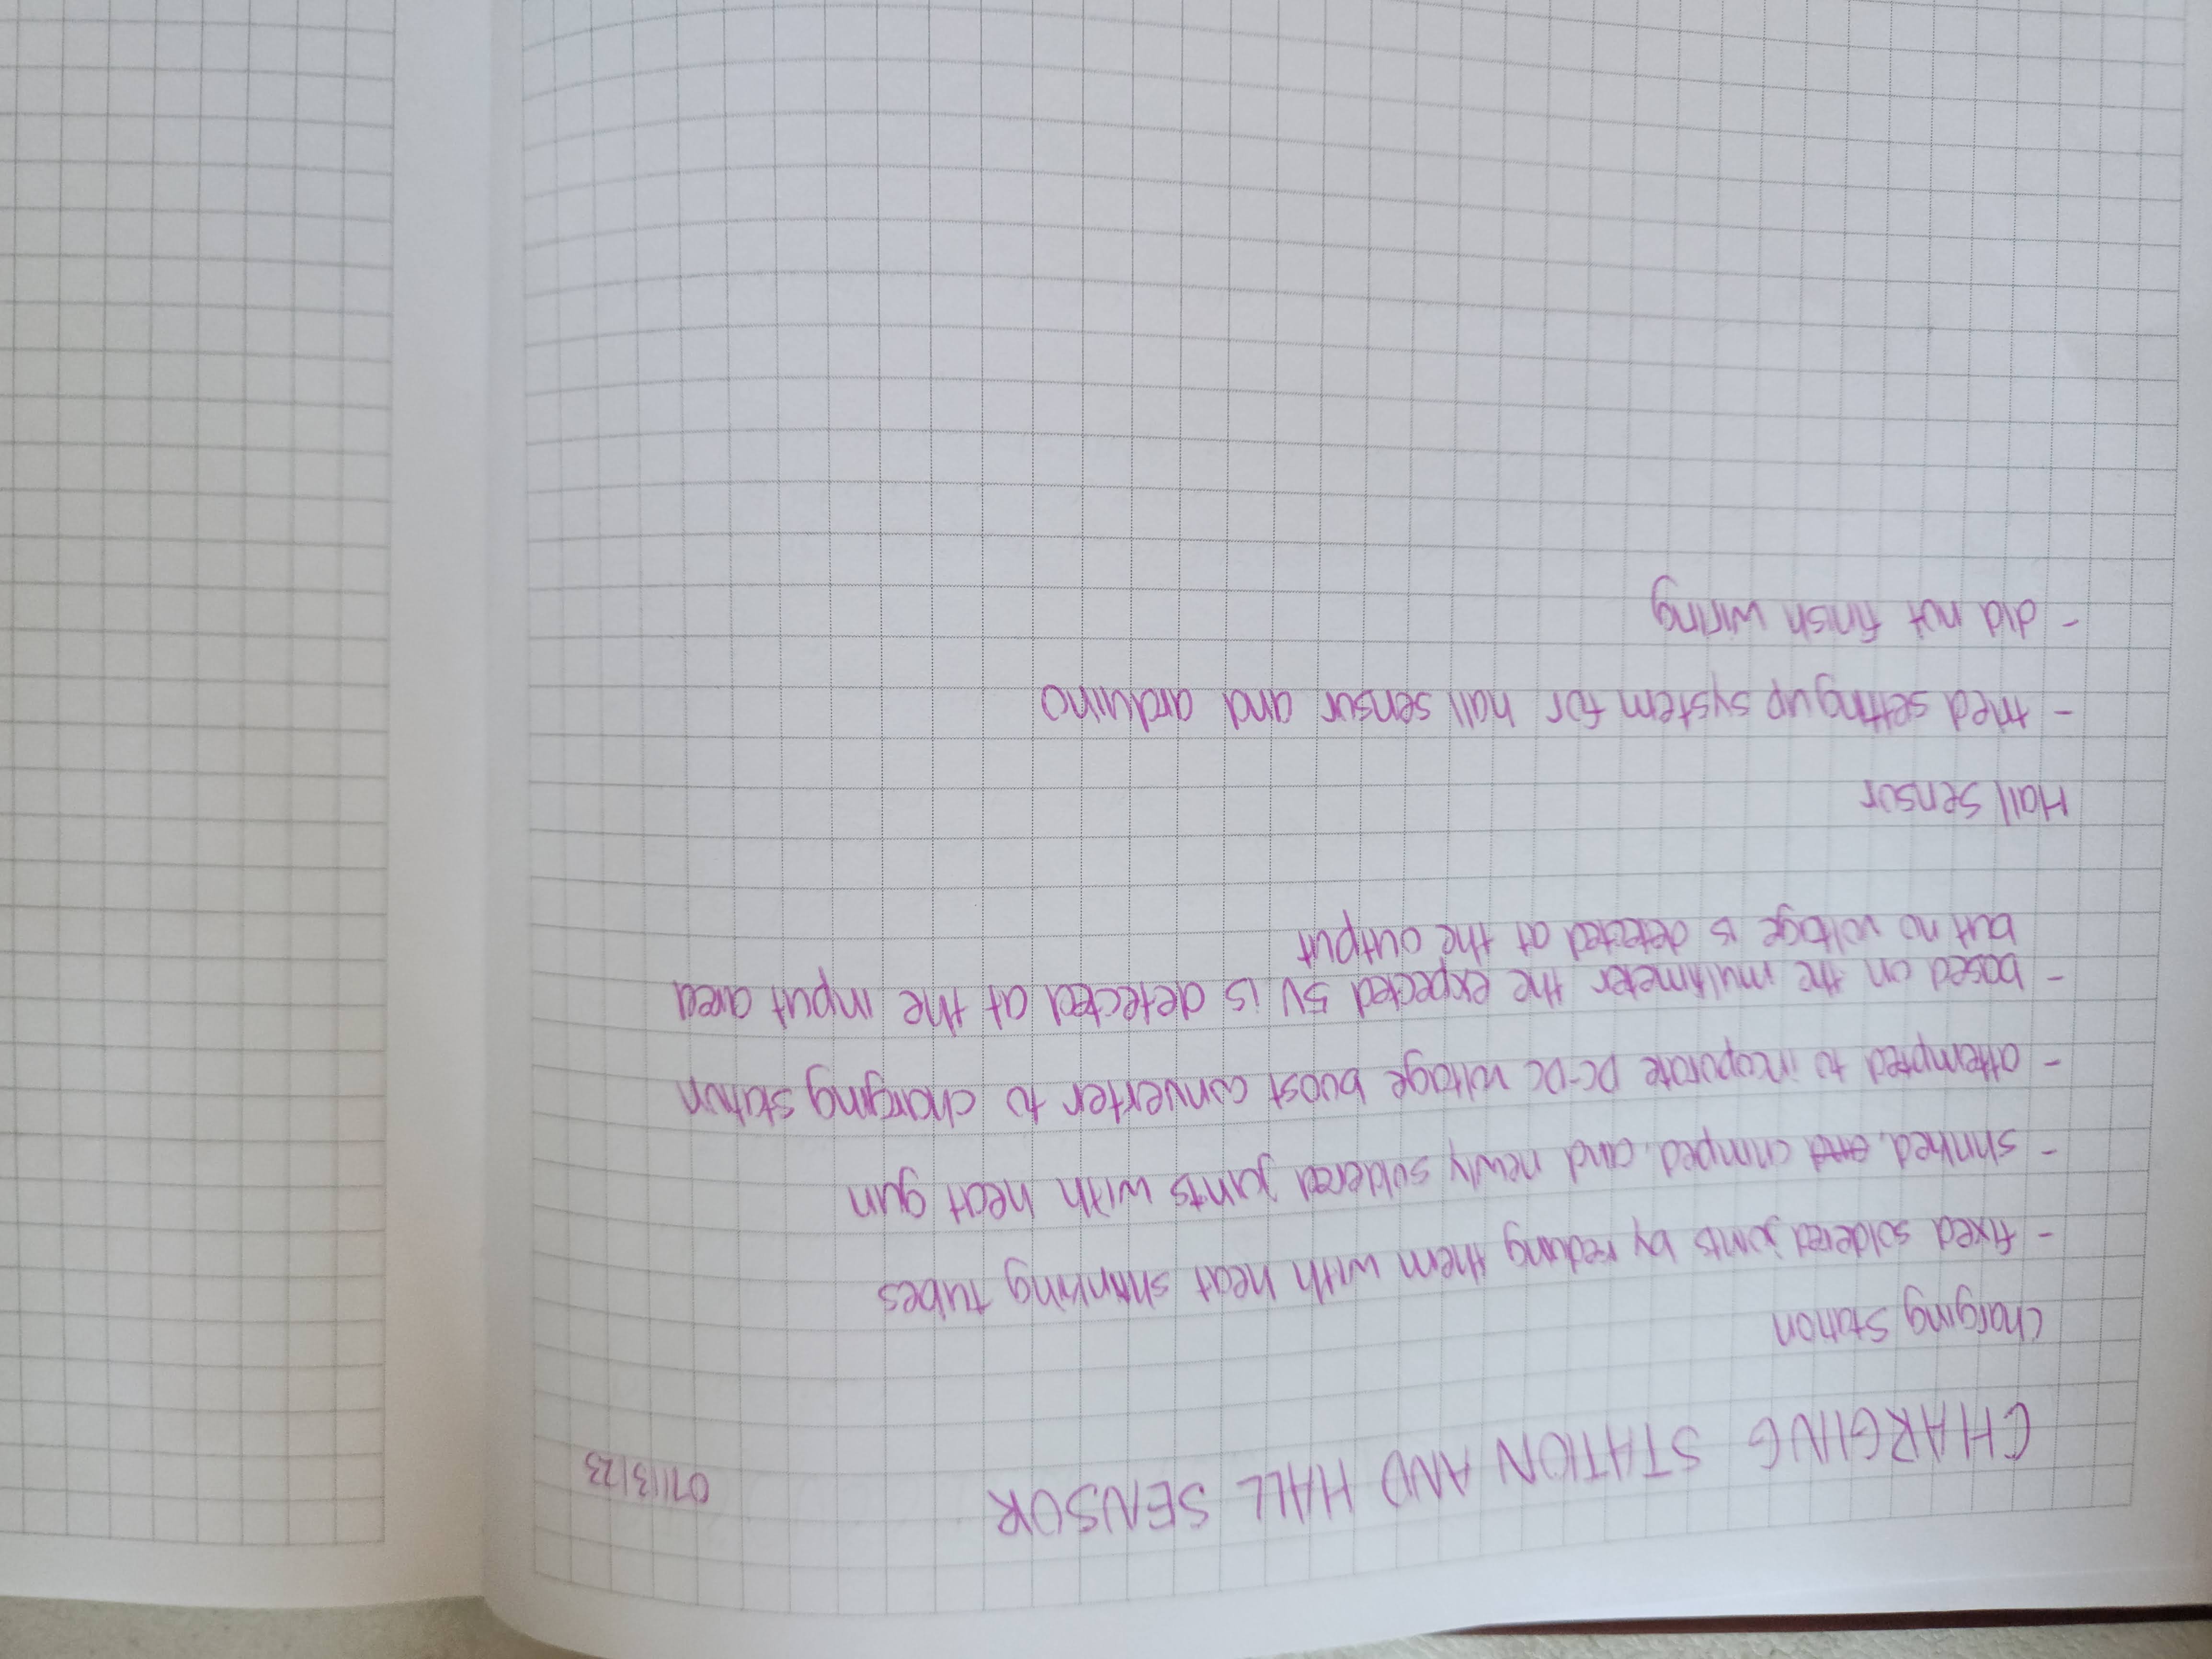 CHARGING STATION AND HALL SENSOR
07/13/23
Charging Station
- fixed soldered joints by redoing them with heat shrinking tubes
- shrinked, and crimped, and newly soldered joints with heat gun
- attempted to incoporate DC-DC voltage boost converter to charging station
- based on the multimeter the expected 5V is detected at the input area
but no voltage is detected at the output
Hall Sensor
- tried setting up system for hall sensor and arduino
- did not finish wiring